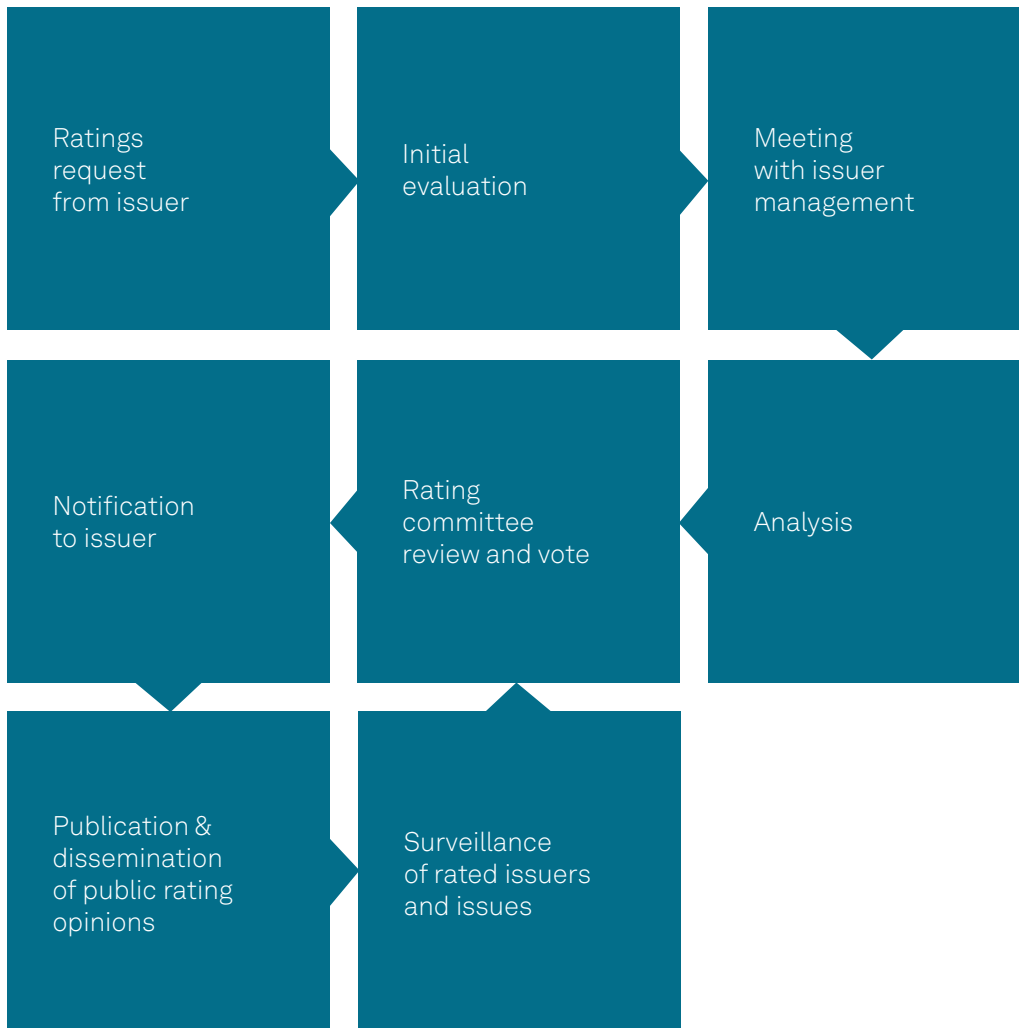 Ratings
request
from issuer
Initial
evaluation
Meeting
with issuer
management
Analysis
Rating
committee
review and vote
Notification
to issuer
Publication &
dissemination
of public rating
opinions
Surveillance
of rated issuers
and issues